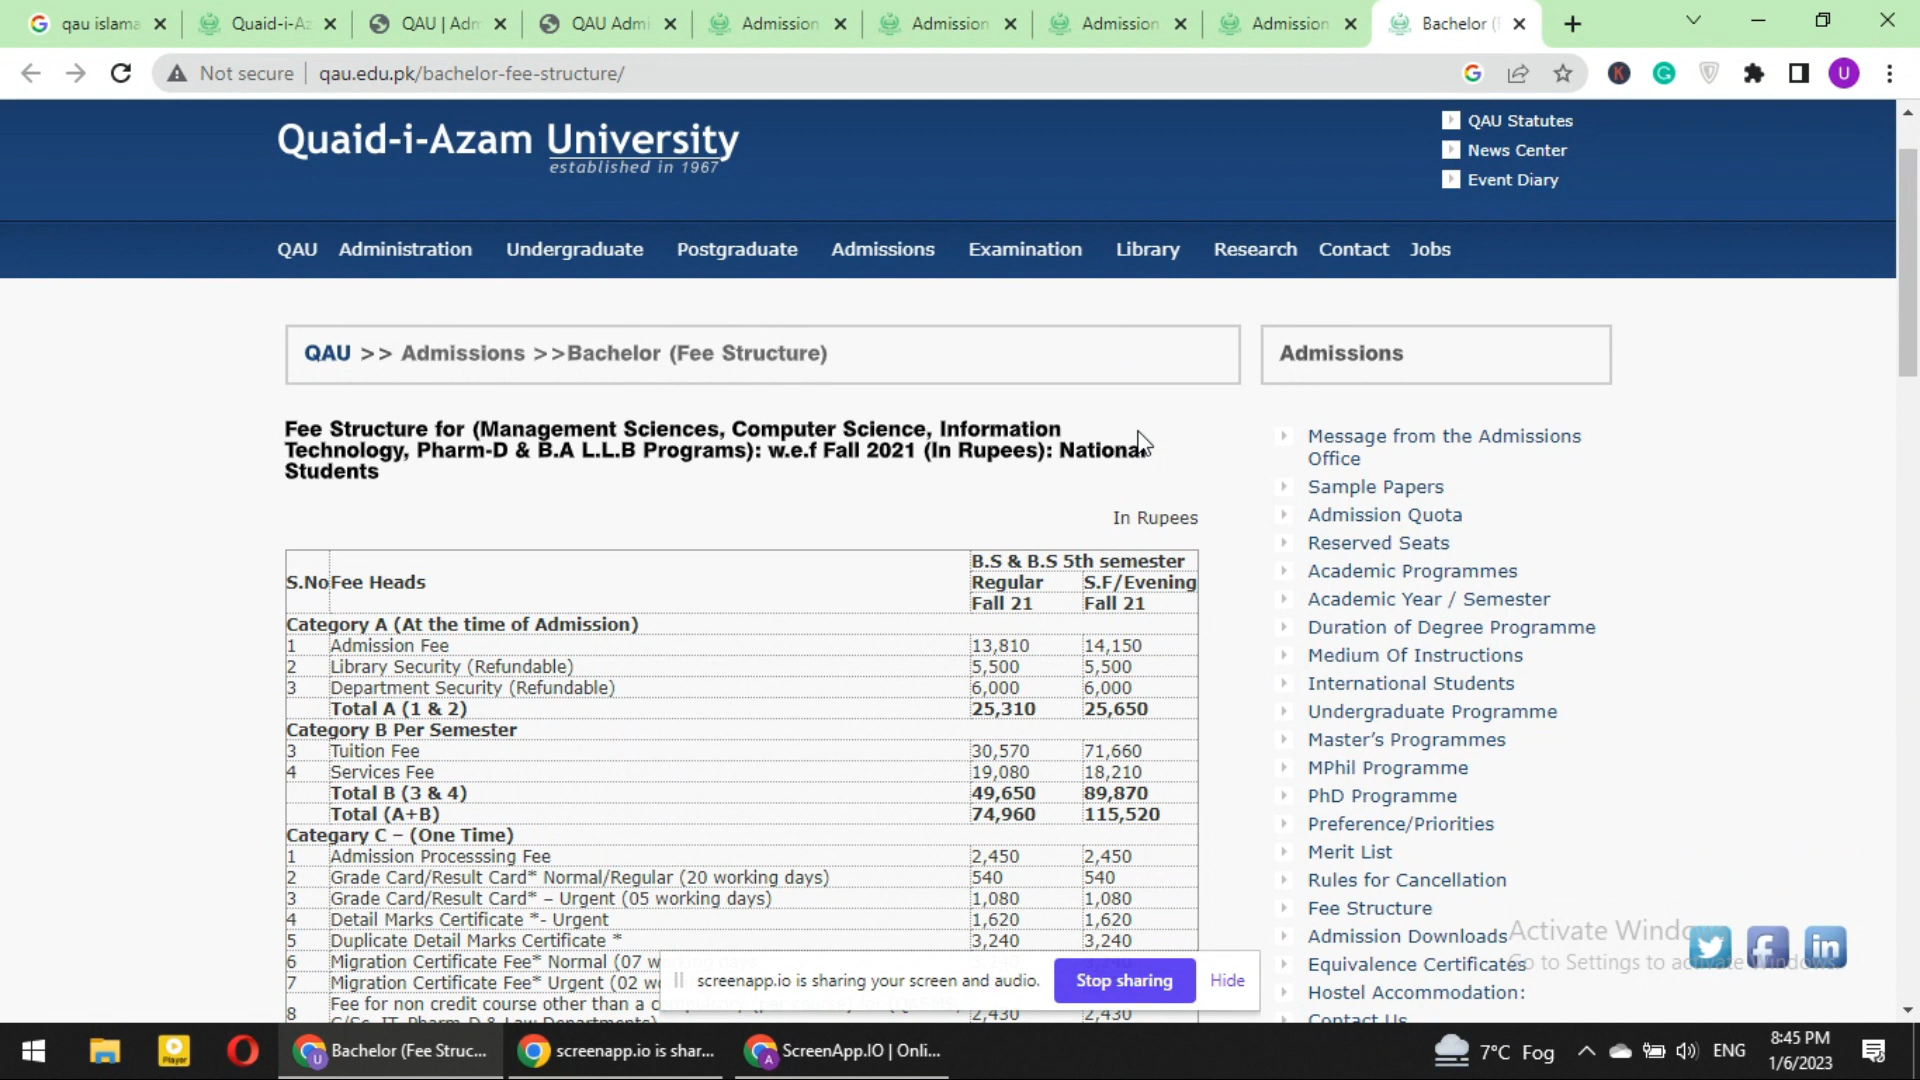 qau islama
Quaid-i-Az
QAU | Adm
QAU Admi
Admission
Admission
Admission
Admission
Bachelor (F
Not secure
qau.edu.pk/bachelor-fee-structure/
U
Quaid-i-Azam University
established in 1967
QAU Statutes
News Center
Event Diary
QAU Administration Undergraduate Postgraduate Admissions Examination Library Research Contact Jobs
QAU >> Admissions >>Bachelor (Fee Structure)
Fee Structure for (Management Sciences, Computer Science, Information
Technology, Pharm-D & B.A L.L.B Programs): w.e.f Fall 2021 (In Rupees): National
Students
In Rupees
B.S & B.S 5th semester
S.No Fee Heads Regular S.F/Evening
Fall 21 Fall 21
Category A (At the time of Admission)
1 Admission Fee 13,810 14,150
2 Library Security (Refundable) 5,500 5,500
3 Department Security (Refundable) 6,000 6,000
Total A (1 & 2) 25,310 25,650
Category B Per Semester
3 Tuition Fee 30,570 71,660
4 Services Fee 19,080 18,210
Total B (3 & 4) 49,650 89,870
Total (A+B) 74,960 115,520
Categary C – (One Time)
1 Admission Processsing Fee 2,450 2,450
2 Grade Card/Result Card* Normal/Regular (20 working days) 540 540
3 Grade Card/Result Card* – Urgent (05 working days) 1,080 1,080
4 Detail Marks Certificate *- Urgent 1,620 1,620
5 Duplicate Detail Marks Certificate * 3,240 3,240
6 Migration Certificate Fee* Normal (07
7 Migration Certificate Fee* Urgent (02
8 Fee for non credit course other than a 2,430 2,430
Admissions
Message from the Admissions
Office
Sample Papers
Admission Quota
Reserved Seats
Academic Programmes
Academic Year / Semester
Duration of Degree Programme
Medium Of Instructions
International Students
Undergraduate Programme
Master's Programmes
MPhil Programme
PhD Programme
Preference/Priorities
Merit List
Rules for Cancellation
Fee Structure
Admission Downloads
Equivalence Certificates
Hostel Accommodation:
Contact Us
Activate Windows
Go to Settings to activate Windows.
screenapp.io is sharing your screen and audio. Stop sharing Hide
Player
Bachelor (Fee Struc...
screenapp.io is shar...
ScreenApp.IO | Onli...
7°C Fog
ENG
8:45 PM
1/6/2023